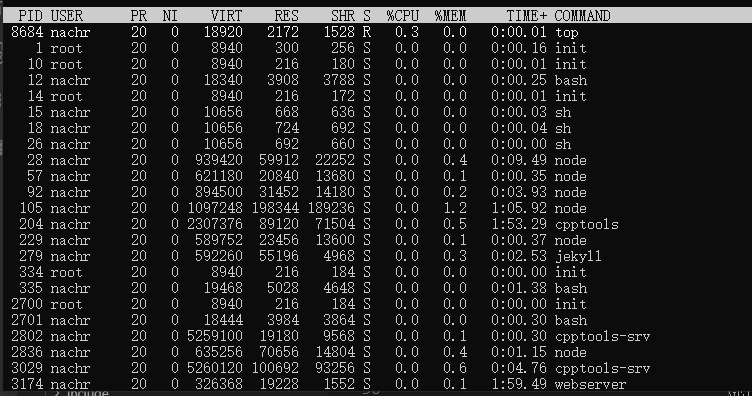 PID USER PR NI VIRT RES SHR S %CPU %MEM TIME+ COMMAND
8684 nachr 20 0 18920 2172 1528 R 0.3 0.0 0:00.01 top
1 root 20 0 8940 300 256 S 0.0 0.0 0:00.16 init
10 root 20 0 8940 216 180 S 0.0 0.0 0:00.01 init
12 nachr 20 0 18340 3908 3788 S 0.0 0.0 0:00.25 bash
14 root 20 0 8940 216 172 S 0.0 0.0 0:00.01 init
15 nachr 20 0 10656 668 636 S 0.0 0.0 0:00.03 sh
18 nachr 20 0 10656 724 692 S 0.0 0.0 0:00.04 sh
26 nachr 20 0 10656 692 660 S 0.0 0.0 0:00.00 sh
28 nachr 20 0 939420 59912 22252 S 0.0 0.4 0:09.49 node
57 nachr 20 0 621180 20840 13680 S 0.0 0.1 0:00.35 node
92 nachr 20 0 894500 31452 14180 S 0.0 0.2 0:03.93 node
105 nachr 20 0 1097248 198344 189236 S 0.0 1.2 1:05.92 node
204 nachr 20 0 2307376 89120 71504 S 0.0 0.5 1:53.29 cpptools
229 nachr 20 0 589752 23456 13600 S 0.0 0.1 0:00.37 node
279 nachr 20 0 592260 55196 4968 S 0.0 0.3 0:02.53 jekyll
334 root 20 0 8940 216 184 S 0.0 0.0 0:00.00 init
335 nachr 20 0 19468 5028 4648 S 0.0 0.0 0:01.38 bash
2700 root 20 0 8940 216 184 S 0.0 0.0 0:00.00 init
2701 nachr 20 0 18444 3984 3864 S 0.0 0.0 0:00.30 bash
2802 nachr 20 0 5259100 19180 9568 S 0.0 0.1 0:00.30 cpptools-srv
2836 nachr 20 0 635256 70656 14804 S 0.0 0.4 0:01.15 node
3029 nachr 20 0 5260120 100692 93256 S 0.0 0.6 0:04.76 cpptools-srv
3174 nachr 20 0 326368 19228 1552 S 0.0 0.1 1:59.49 webserver